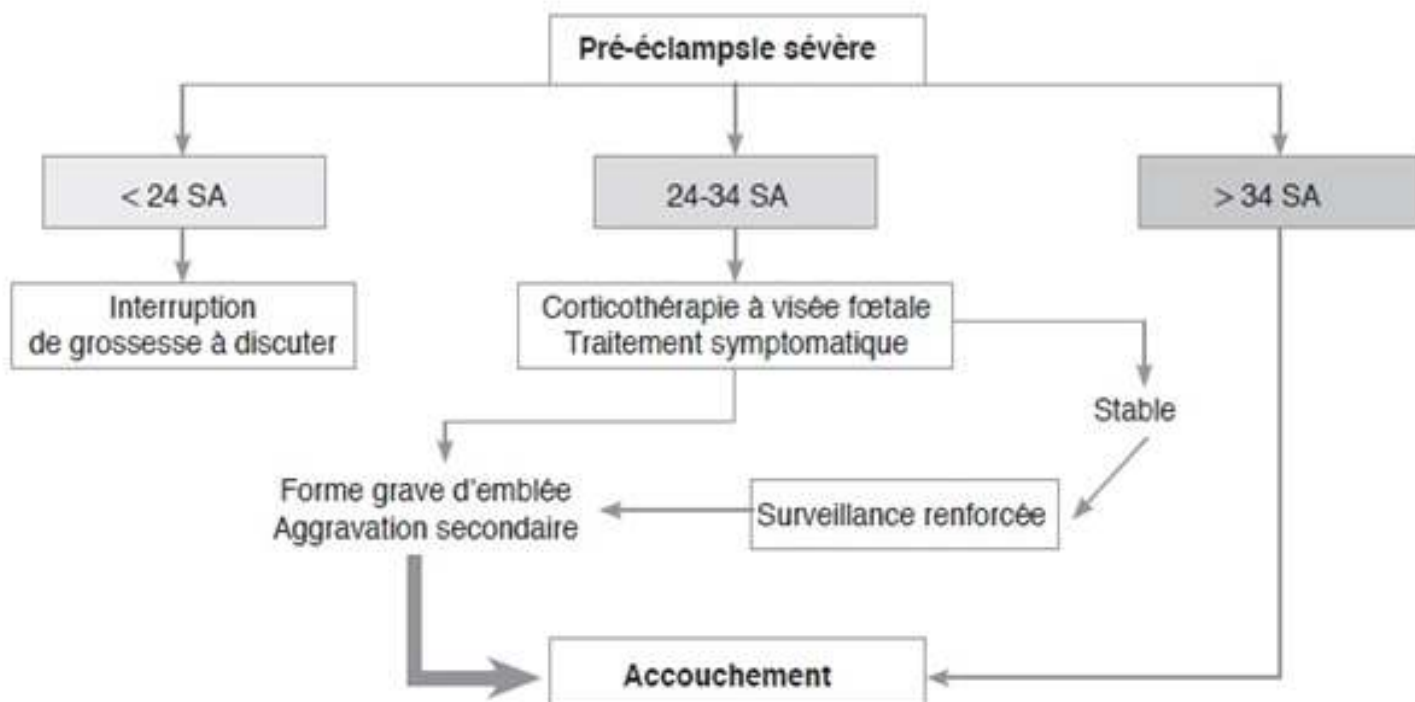 Pré-éclampsie sévère
< 24 SA
24-34 SA
> 34 SA
Interruption
de grossesse à discuter
Corticothérapie à visée fœtale
Traitement symptomatique
Stable
Forme grave d'emblée
Aggravation secondaire
Surveillance renforcée
Accouchement